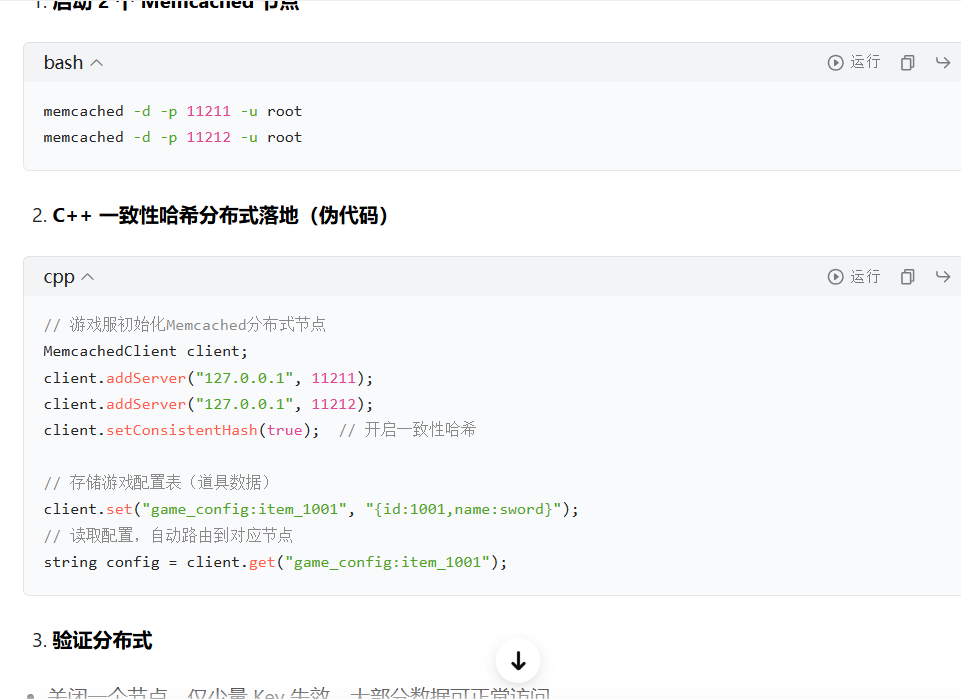 1. 启动 2 个 Memcached 节点
bash
运行
memcached -d -p 11211 -u root
memcached -d -p 11212 -u root
2. C++ 一致性哈希分布式落地（伪代码）
cpp
运行
// 游戏服初始化Memcached分布式节点
MemcachedClient client;
client.addServer("127.0.0.1", 11211);
client.addServer("127.0.0.1", 11212);
client.setConsistentHash(true);  // 开启一致性哈希
// 存储游戏配置表（道具数据）
client.set("game_config:item_1001", "{id:1001,name:sword}");
// 读取配置，自动路由到对应节点
string config = client.get("game_config:item_1001");
3. 验证分布式
关闭一个节点，仅少量 Key 失效，大部分数据可正常访问